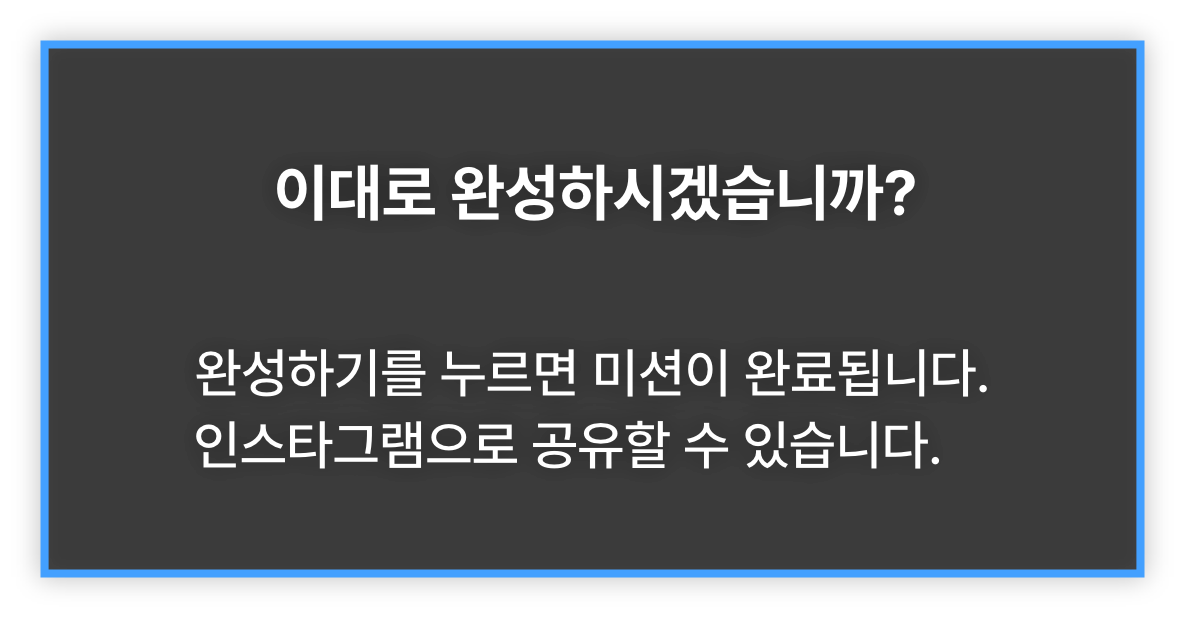 이대로 완성하시겠습니까?
완성하기를 누르면 미션이 완료됩니다.
인스타그램으로 공유할 수 있습니다.